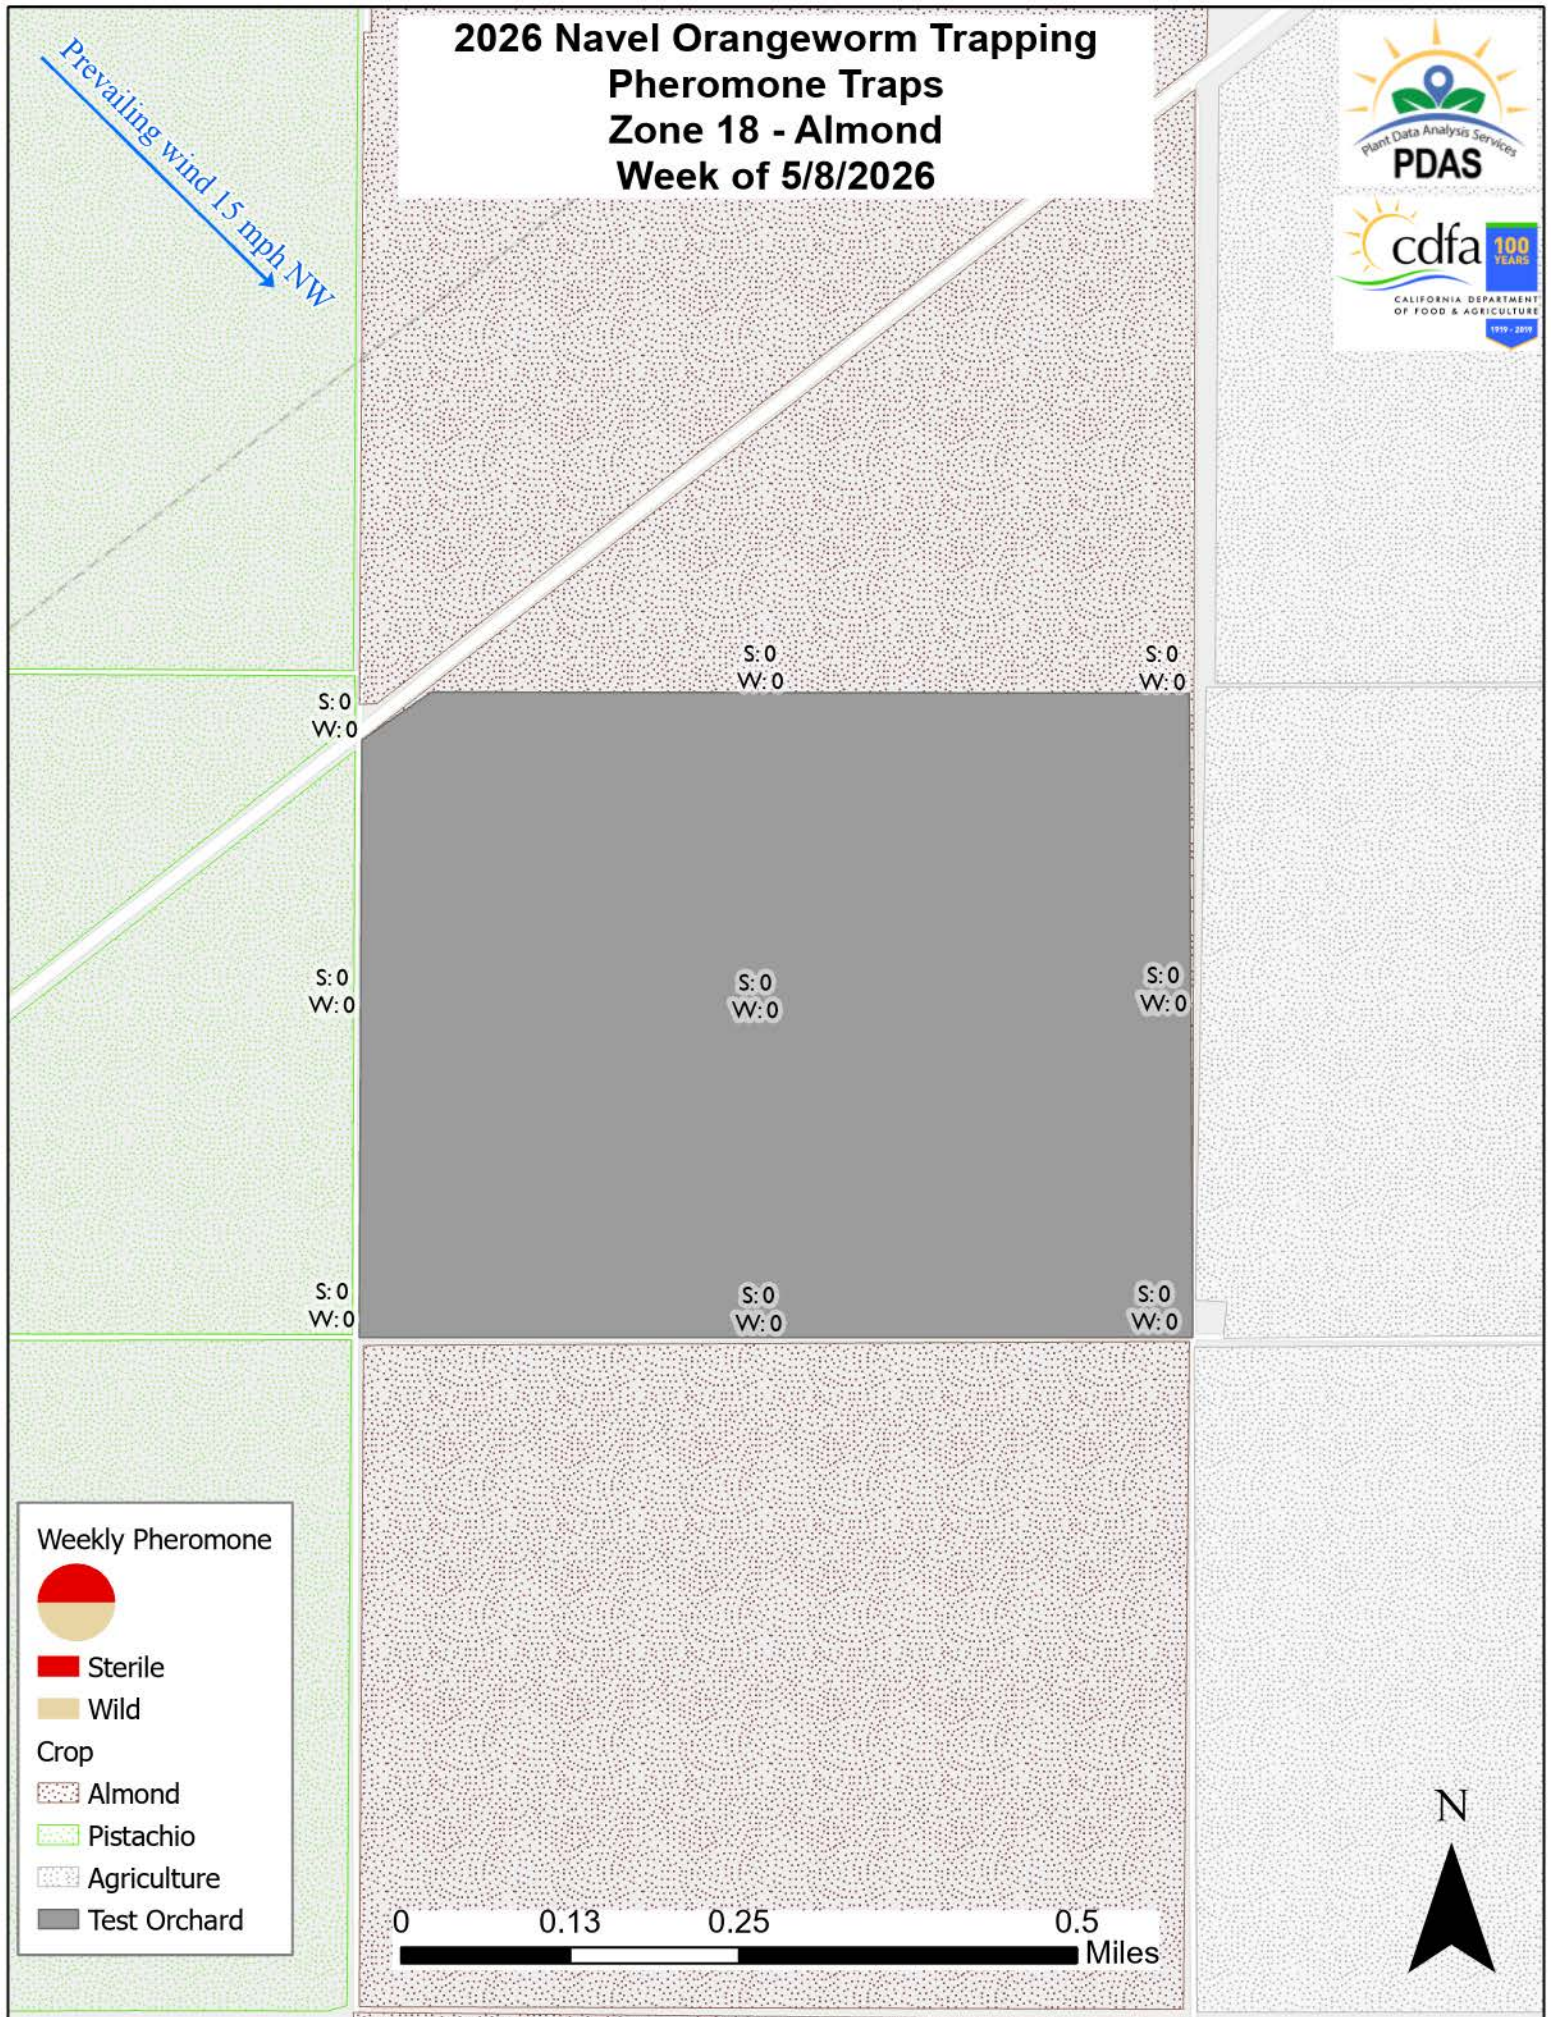 2026 Navel Orangeworm Trapping
Pheromone Traps
Zone 18 - Almond
Week of 5/8/2026
Prevailing wind 15 mph NW
Plant Data Analysis Services
PDAS
cdfa
100
YEARS
CALIFORNIA DEPARTMENT
OF FOOD & AGRICULTURE
1919 - 2019
S: 0
W: 0
S: 0
W: 0
S: 0
W: 0
S: 0
W: 0
S: 0
W: 0
S: 0
W: 0
S: 0
W: 0
S: 0
W: 0
S: 0
W: 0
Weekly Pheromone
Sterile
Wild
Crop
Almond
Pistachio
Agriculture
Test Orchard
0 0.13 0.25 0.5
Miles
N